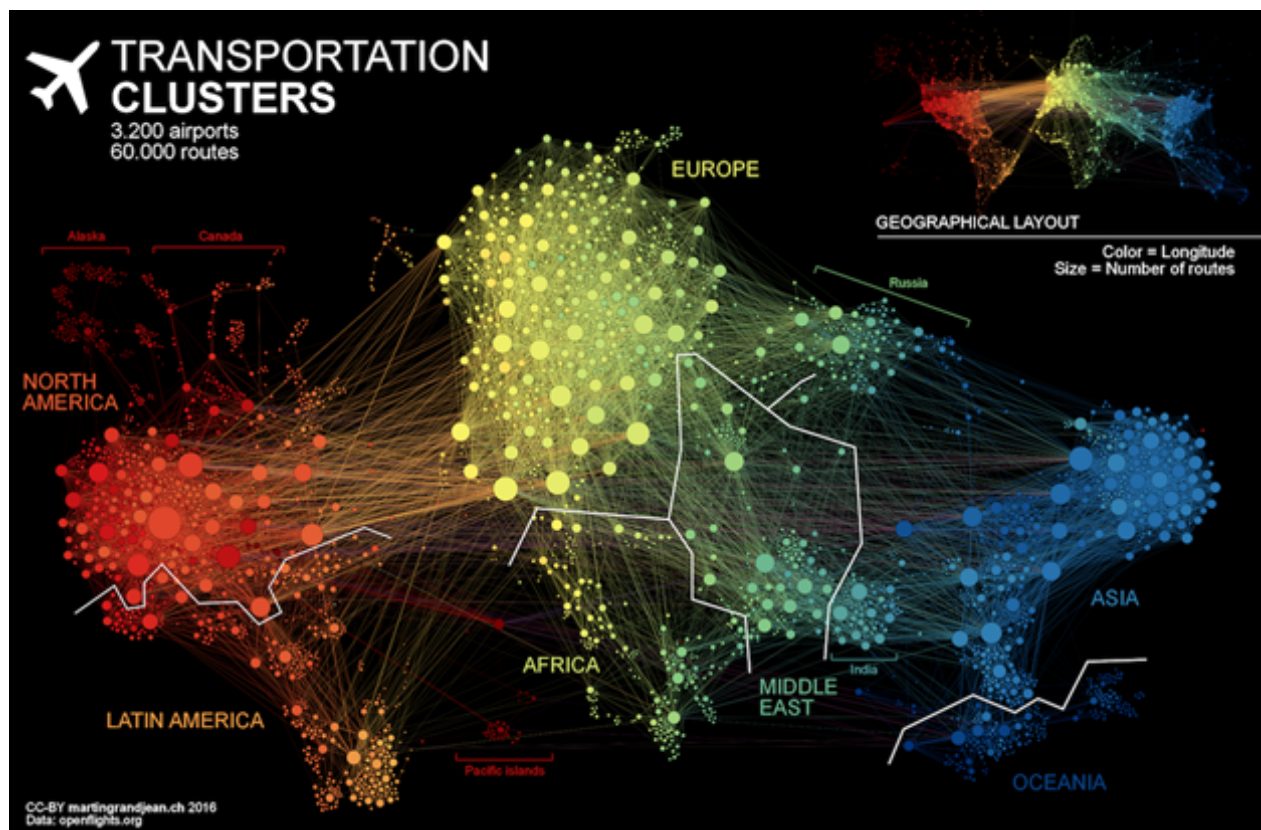 TRANSPORTATION
CLUSTERS
3.200 airports
60.000 routes
EUROPE
GEOGRAPHICAL LAYOUT
Color = Longitude
Size = Number of routes
Alaska
Canada
Russia
NORTH
AMERICA
ASIA
AFRICA
India
MIDDLE
EAST
LATIN AMERICA
Pacific islands
OCEANIA
CC-BY martingrandjean.ch 2016
Data: openflights.org